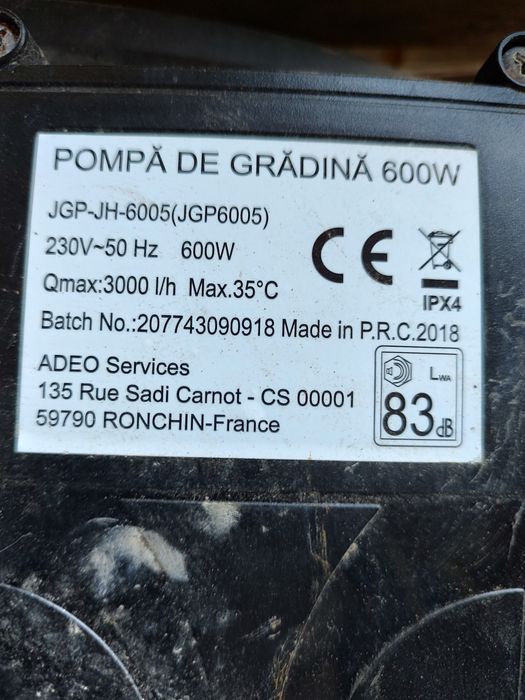 POMPĂ DE GRĂDINĂ 600W
JGP-JH-6005(JGP6005)
230V~50 Hz 600W
Qmax:3000 l/h Max.35°C
CE
IPX4
Batch No.:207743090918 Made in P.R.C.2018
ADEO Services
135 Rue Sadi Carnot - CS 00001
59790 RONCHIN-France
LWA
83dB